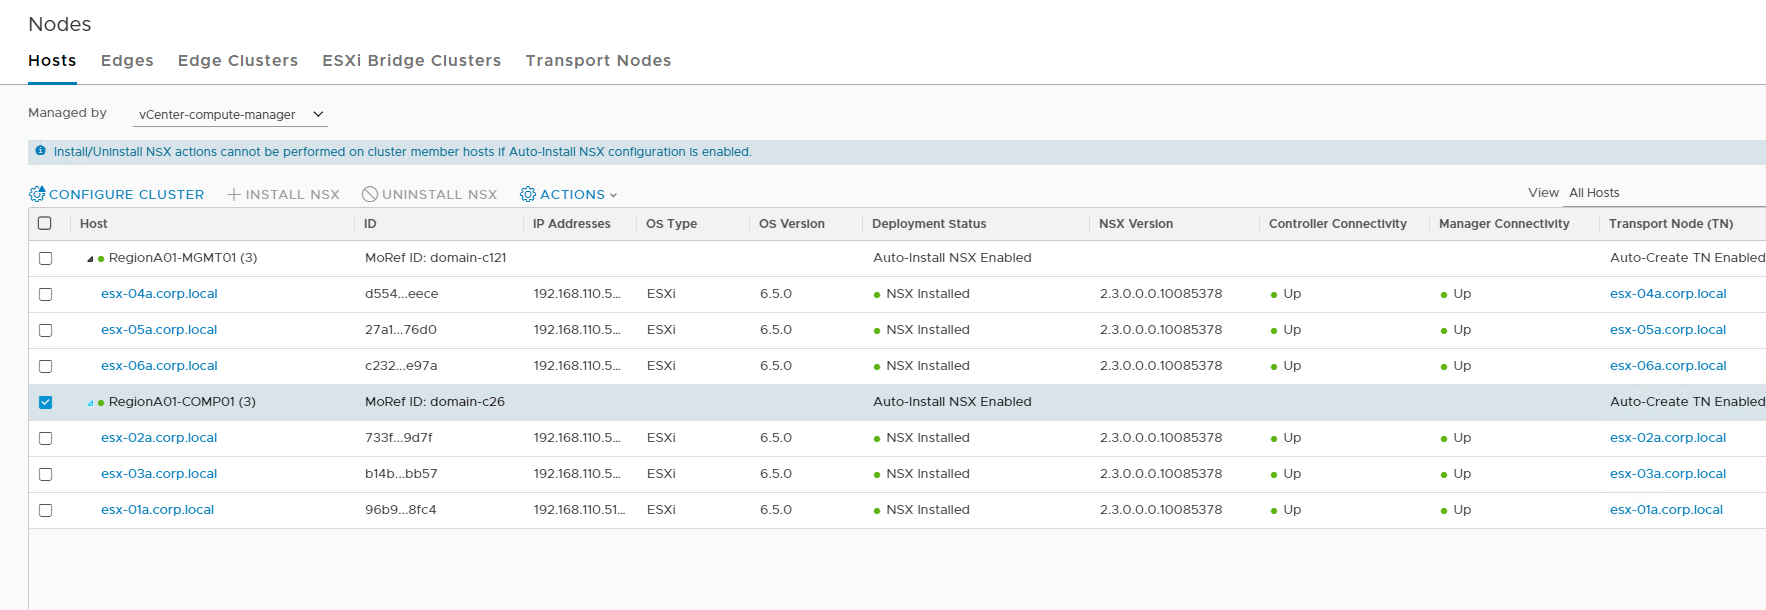 Nodes
Hosts Edges Edge Clusters ESXi Bridge Clusters Transport Nodes
Managed by vCenter-compute-manager
Install/Uninstall NSX actions cannot be performed on cluster member hosts if Auto-Install NSX configuration is enabled.
CONFIGURE CLUSTER INSTALL NSX UNINSTALL NSX ACTIONS View All Hosts
Host ID IP Addresses OS Type OS Version Deployment Status NSX Version Controller Connectivity Manager Connectivity Transport Node (TN)
RegionA01-MGMT01 (3) MoRef ID: domain-c121 Auto-Install NSX Enabled Auto-Create TN Enabled
esx-04a.corp.local d554...eece 192.168.110.5... ESXi 6.5.0 NSX Installed 2.3.0.0.0.10085378 Up Up esx-04a.corp.local
esx-05a.corp.local 27a1...76d0 192.168.110.5... ESXi 6.5.0 NSX Installed 2.3.0.0.0.10085378 Up Up esx-05a.corp.local
esx-06a.corp.local c232...e97a 192.168.110.5... ESXi 6.5.0 NSX Installed 2.3.0.0.0.10085378 Up Up esx-06a.corp.local
RegionA01-COMP01 (3) MoRef ID: domain-c26 Auto-Install NSX Enabled Auto-Create TN Enabled
esx-02a.corp.local 733f...9d7f 192.168.110.5... ESXi 6.5.0 NSX Installed 2.3.0.0.0.10085378 Up Up esx-02a.corp.local
esx-03a.corp.local b14b...bb57 192.168.110.5... ESXi 6.5.0 NSX Installed 2.3.0.0.0.10085378 Up Up esx-03a.corp.local
esx-01a.corp.local 96b9...8fc4 192.168.110.51... ESXi 6.5.0 NSX Installed 2.3.0.0.0.10085378 Up Up esx-01a.corp.local